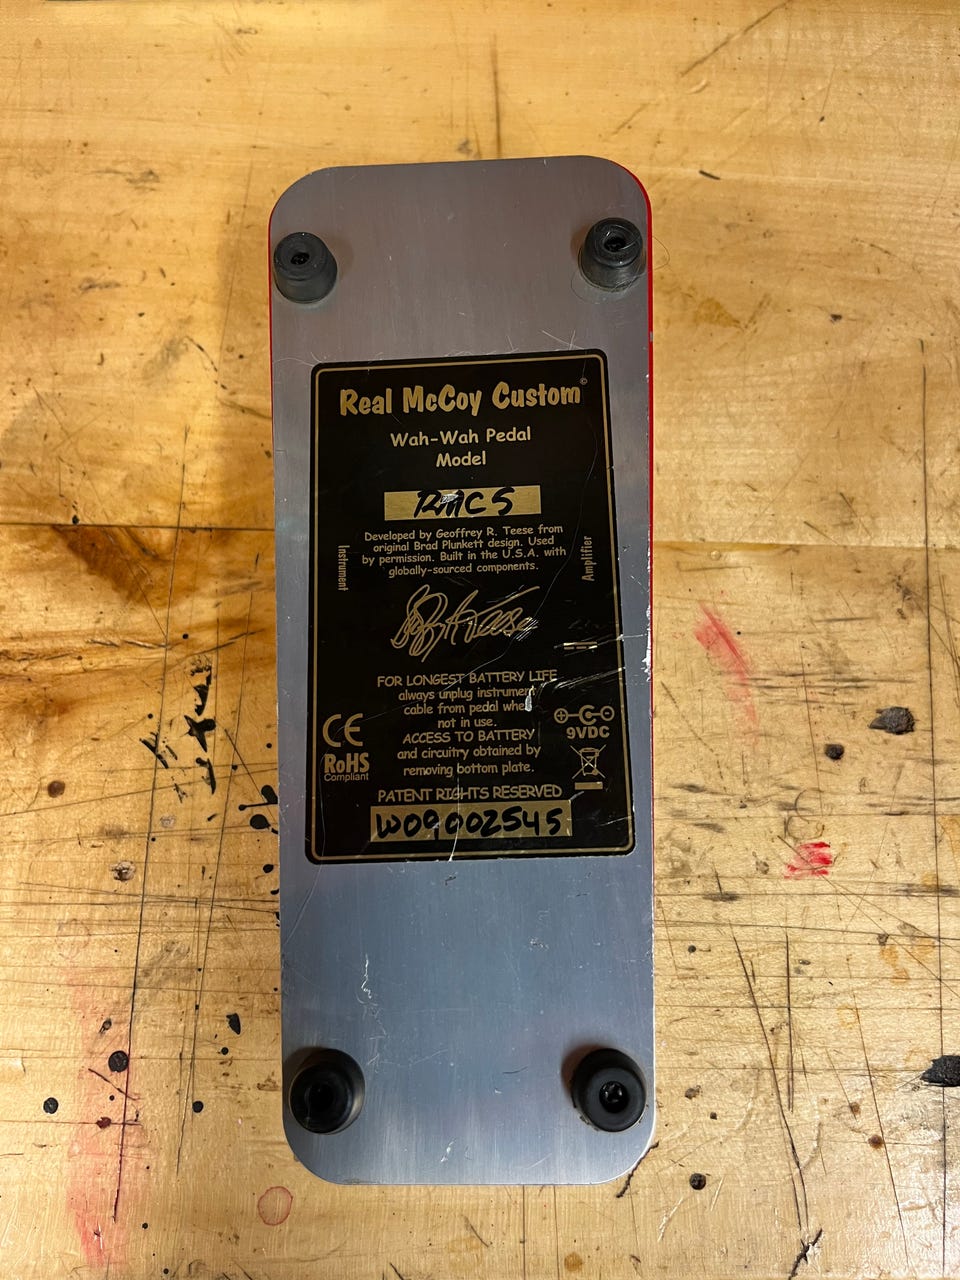 Real McCoy Custom©
Wah-Wah Pedal
Model
RMC5
Developed by Geoffrey R. Teese from
original Brad Plunkett design. Used
by permission. Built in the U.S.A. with
globally-sourced components.
Instrument
Amplifier
FOR LONGEST BATTERY LIFE
always unplug instrument
cable from pedal when
not in use.
ACCESS TO BATTERY
and circuitry obtained by
removing bottom plate.
CE
RoHS
Compliant
9VDC
PATENT RIGHTS RESERVED
W09002545